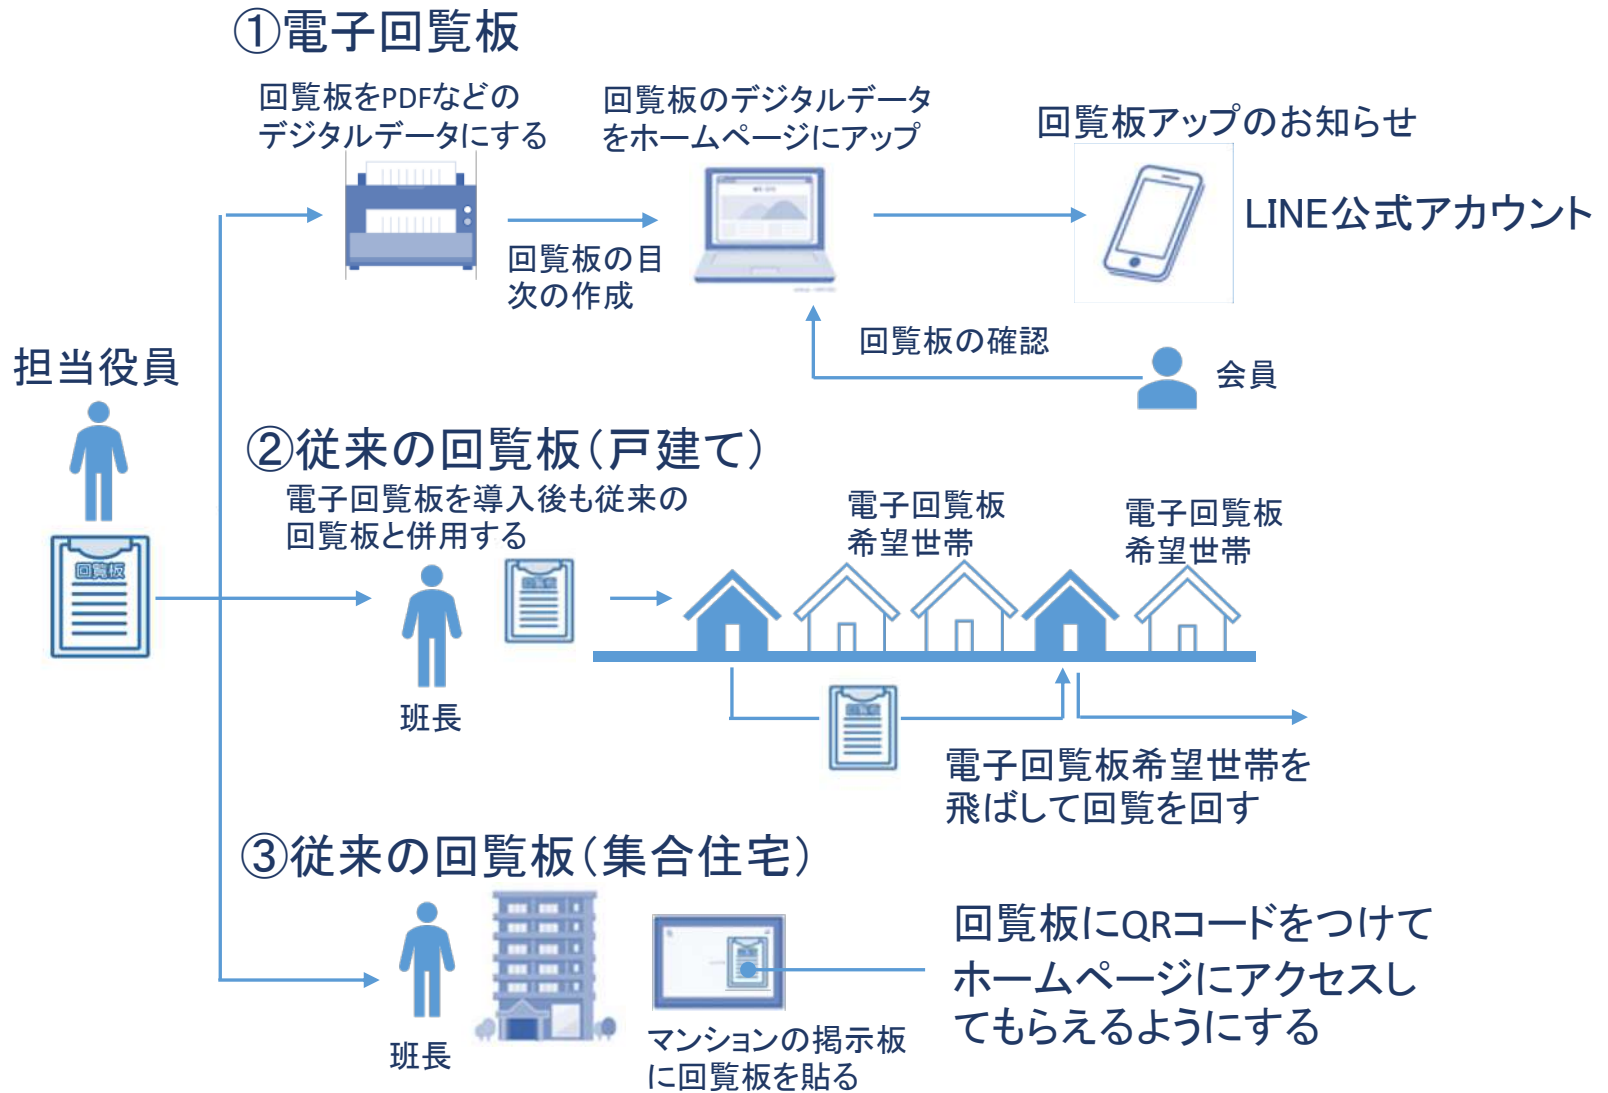 ①電子回覧板
回覧板をPDFなどの
デジタルデータにする
回覧板のデジタルデータ
をホームページにアップ
回覧板アップのお知らせ
LINE公式アカウント
回覧板の目
次の作成
回覧板の確認
会員
担当役員
回覧板
②従来の回覧板(戸建て)
電子回覧板を導入後も従来の
回覧板と併用する
回覧板
班長
電子回覧板
希望世帯
電子回覧板
希望世帯
回覧板
電子回覧板希望世帯を
飛ばして回覧を回す
③従来の回覧板(集合住宅)
班長
マンションの掲示板
に回覧板を貼る
回覧板にQRコードをつけて
ホームページにアクセスし
てもらえるようにする